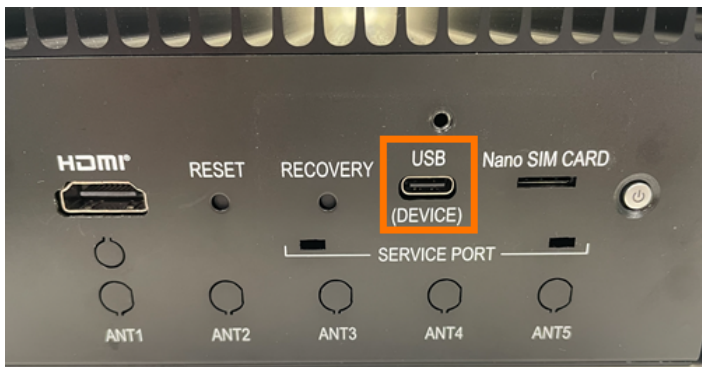 HDMI
RESET
RECOVERY
USB
(DEVICE)
Nano SIM CARD
SERVICE PORT
ANT1
ANT2
ANT3
ANT4
ANT5